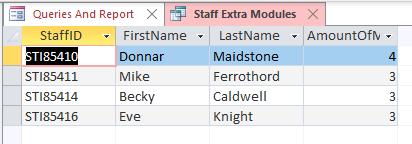 Queries And Report Staff Extra Modules
StaffID FirstName LastName AmountOfM
STI85410 Donnar Maidstone 4
STI85411 Mike Ferrothord 3
STI85414 Becky Caldwell 3
STI85416 Eve Knight 3